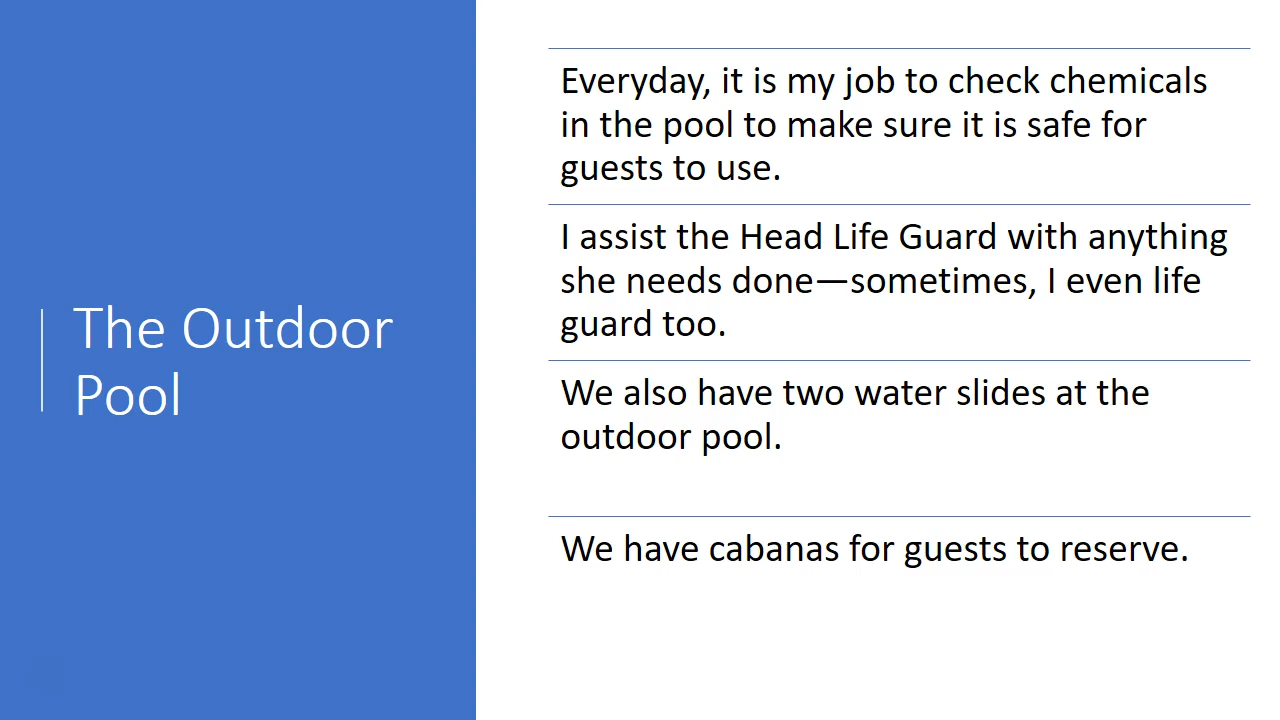 The Outdoor
Pool
Everyday, it is my job to check chemicals
in the pool to make sure it is safe for
guests to use.
I assist the Head Life Guard with anything
she needs done—sometimes, I even life
guard too.
We also have two water slides at the
outdoor pool.
We have cabanas for guests to reserve.